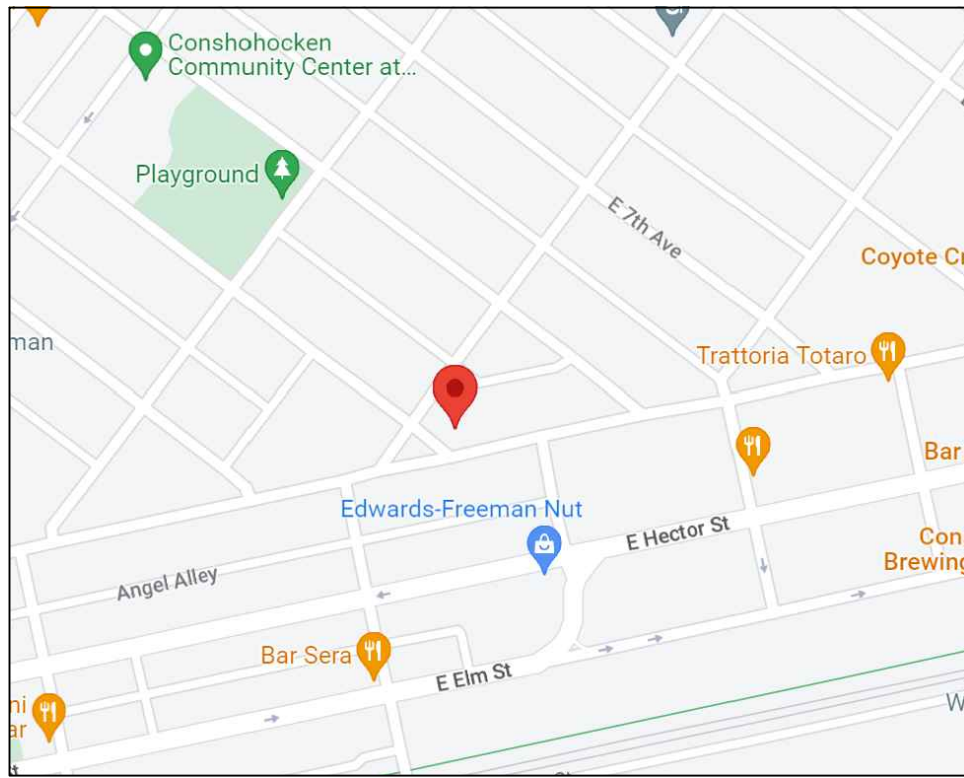 Conshohocken
Community Center at...
Playground
E 7th Ave
Coyote Cr
man
Trattoria Totaro
Bar
Edwards-Freeman Nut
E Hector St
Con
Brewing
Angel Alley
Bar Sera
E Elm St
ni
ar
W